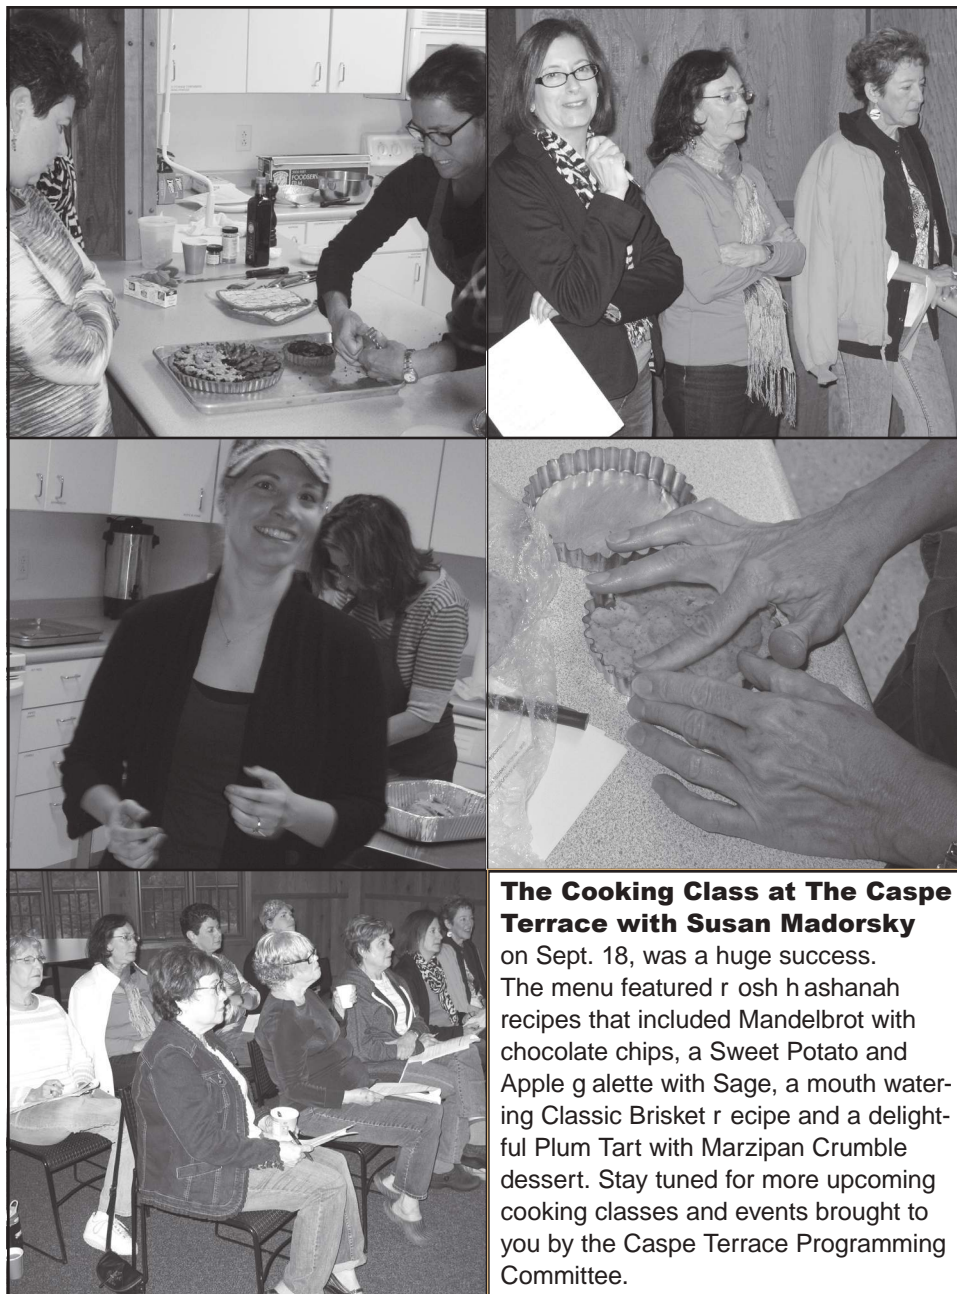 FOODSERVICE
The Cooking Class at The Caspe
Terrace with Susan Madorsky
on Sept. 18, was a huge success.
The menu featured r osh h ashanah
recipes that included Mandelbrot with
chocolate chips, a Sweet Potato and
Apple g alette with Sage, a mouth water-
ing Classic Brisket r ecipe and a delight-
ful Plum Tart with Marzipan Crumble
dessert. Stay tuned for more upcoming
cooking classes and events brought to
you by the Caspe Terrace Programming
Committee.